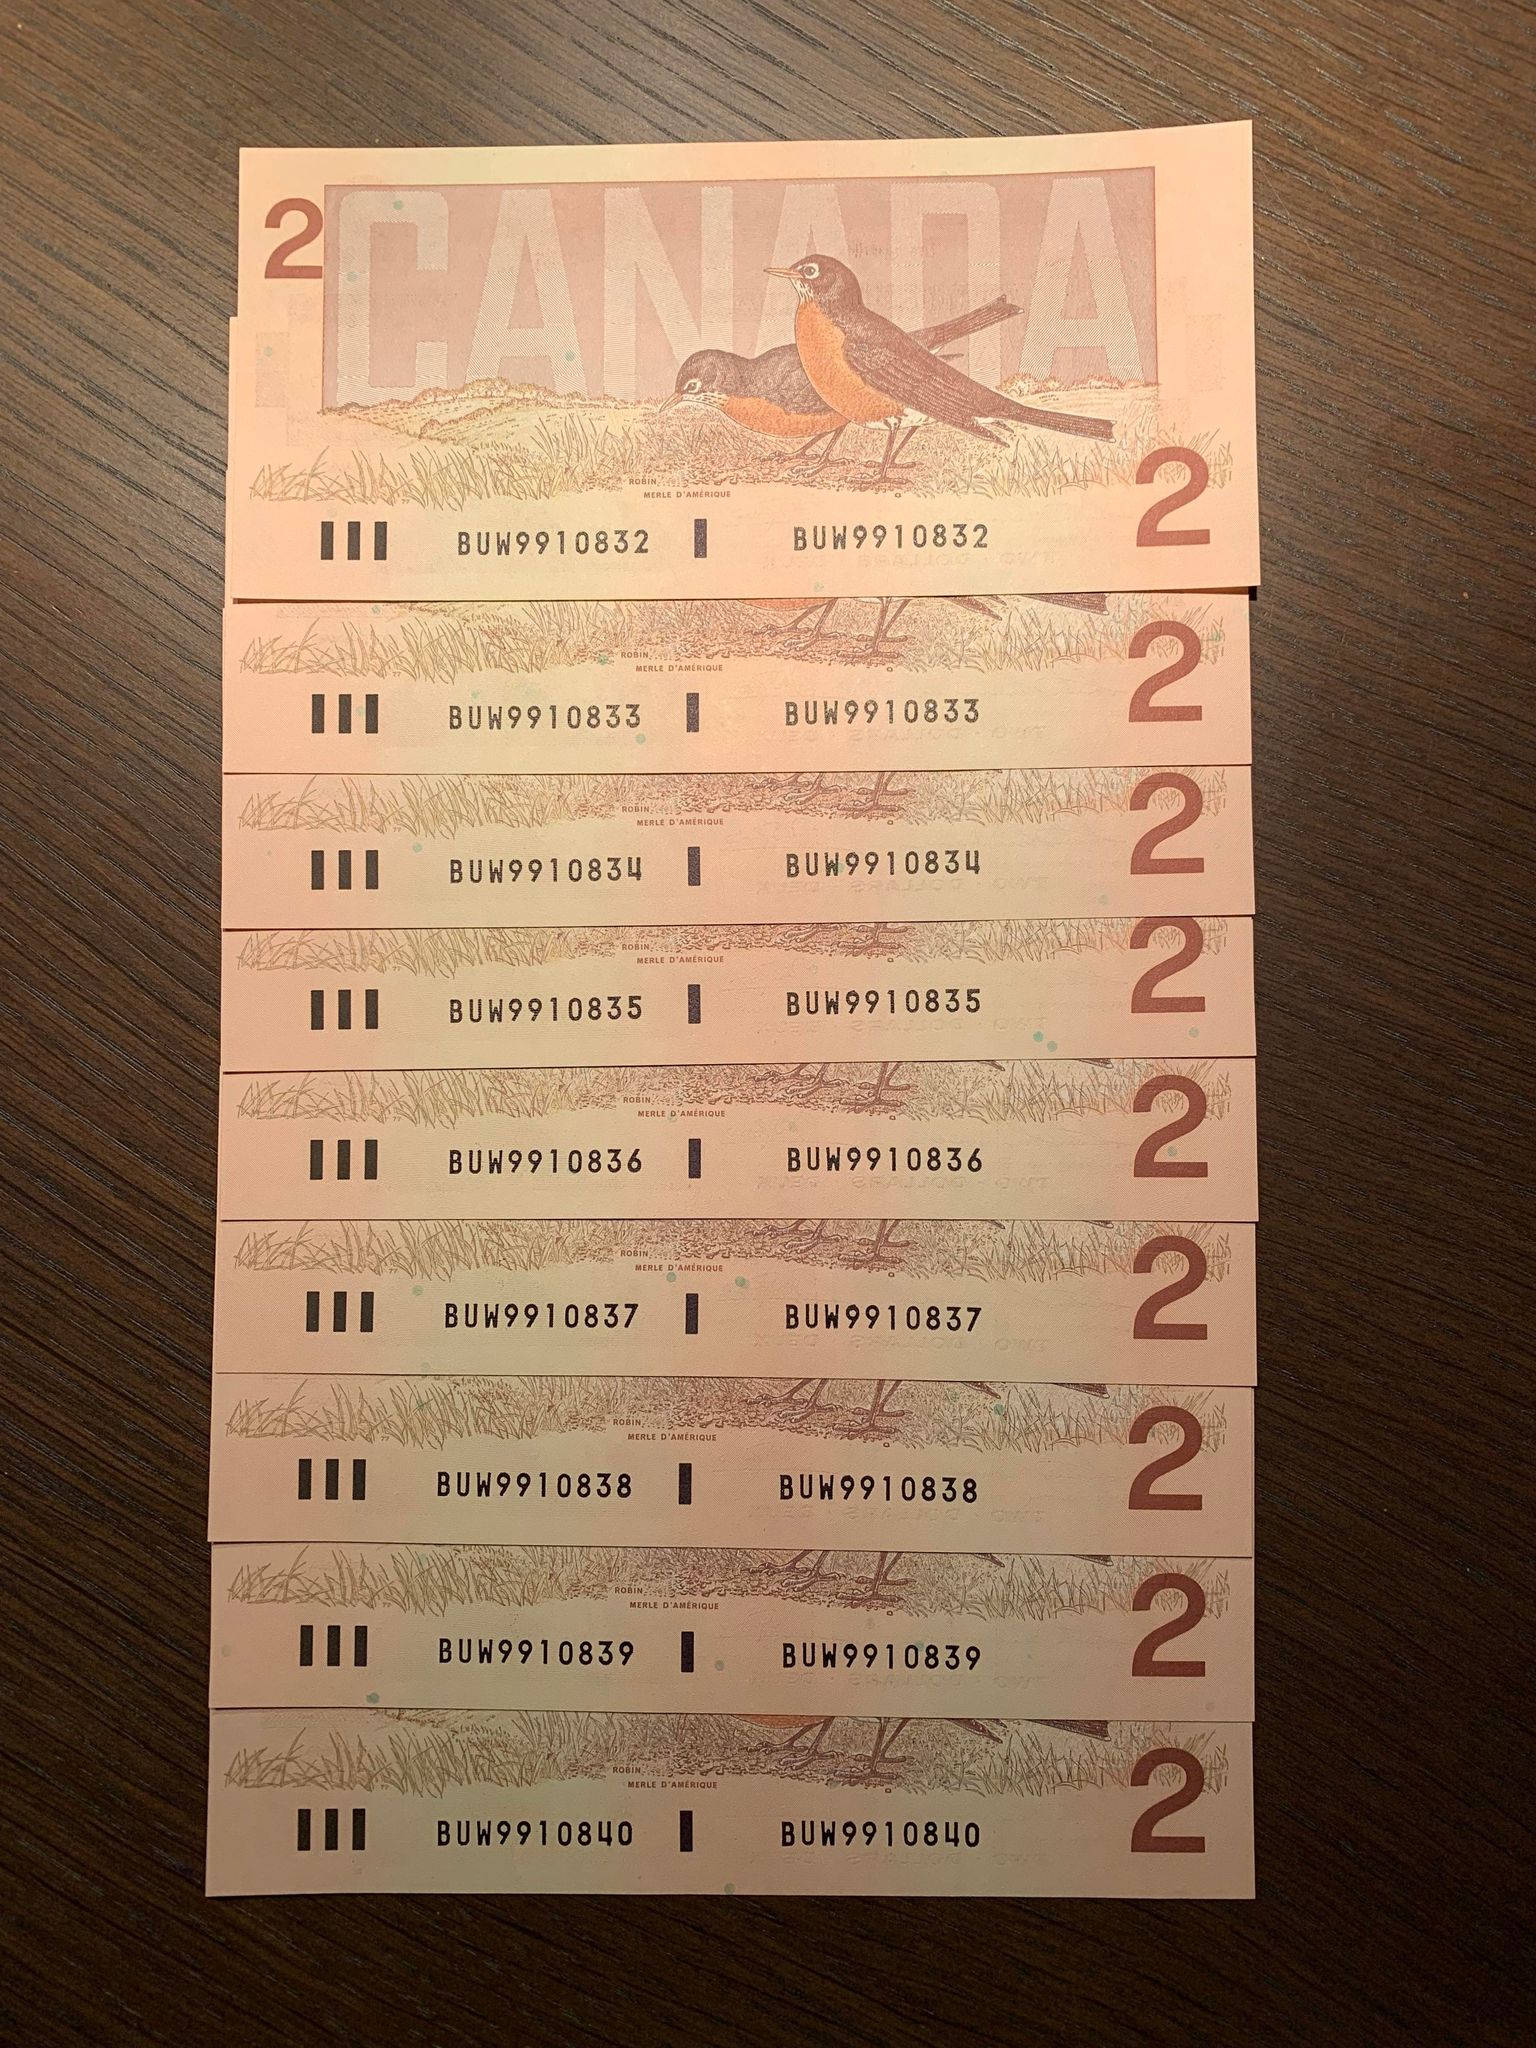 2 CANADA
ROBIN
MERLE D'AMÉRIQUE
2
BUW9910832 BUW9910832
ROBIN
MERLE D'AMÉRIQUE
2
BUW9910833 BUW9910833
ROBIN
MERLE D'AMÉRIQUE
2
BUW9910834 BUW9910834
ROBIN
MERLE D'AMÉRIQUE
2
BUW9910835 BUW9910835
ROBIN
MERLE D'AMÉRIQUE
2
BUW9910836 BUW9910836
ROBIN
MERLE D'AMÉRIQUE
2
BUW9910837 BUW9910837
ROBIN
MERLE D'AMÉRIQUE
2
BUW9910838 BUW9910838
ROBIN
MERLE D'AMÉRIQUE
2
BUW9910839 BUW9910839
ROBIN
MERLE D'AMÉRIQUE
2
BUW9910840 BUW9910840